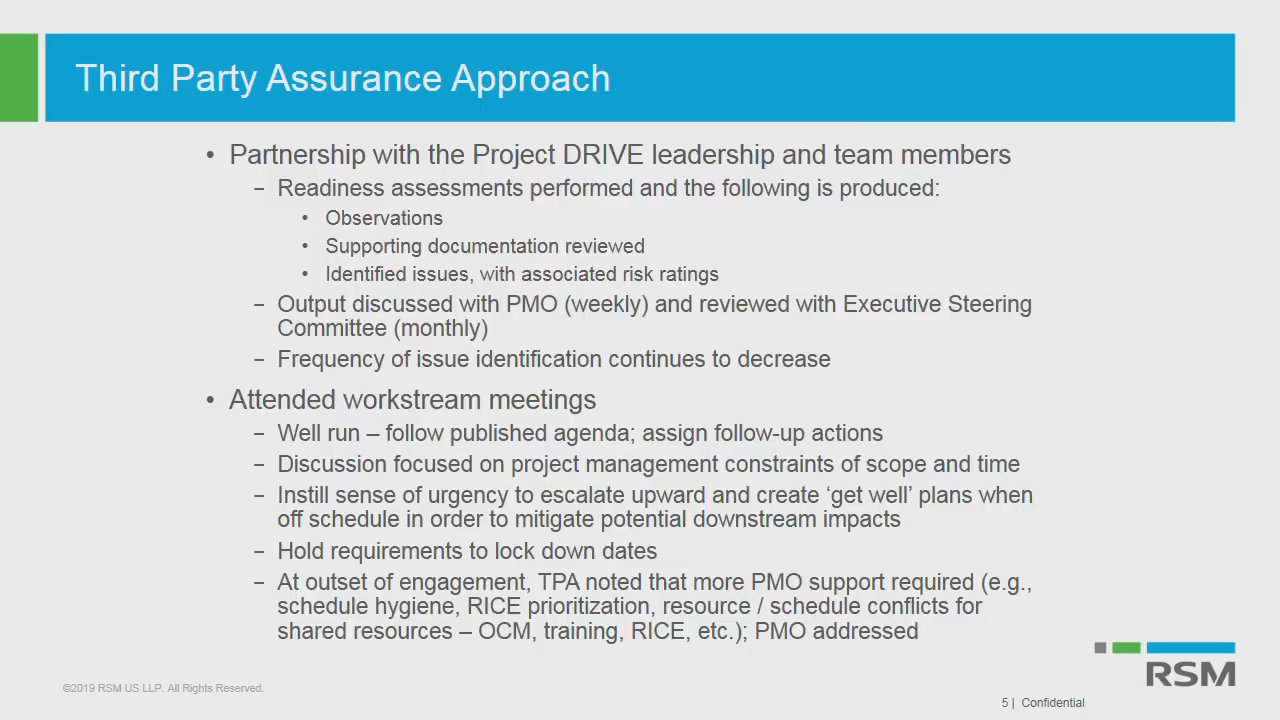 Third Party Assurance Approach
• Partnership with the Project DRIVE leadership and team members
– Readiness assessments performed and the following is produced:
• Observations
• Supporting documentation reviewed
• Identified issues, with associated risk ratings
– Output discussed with PMO (weekly) and reviewed with Executive Steering
Committee (monthly)
– Frequency of issue identification continues to decrease
• Attended workstream meetings
– Well run – follow published agenda; assign follow-up actions
– Discussion focused on project management constraints of scope and time
– Instill sense of urgency to escalate upward and create ‘get well’ plans when
off schedule in order to mitigate potential downstream impacts
– Hold requirements to lock down dates
– At outset of engagement, TPA noted that more PMO support required (e.g.,
schedule hygiene, RICE prioritization, resource / schedule conflicts for
shared resources – OCM, training, RICE, etc.); PMO addressed
RSM
©2019 RSM US LLP. All Rights Reserved.
5 | Confidential